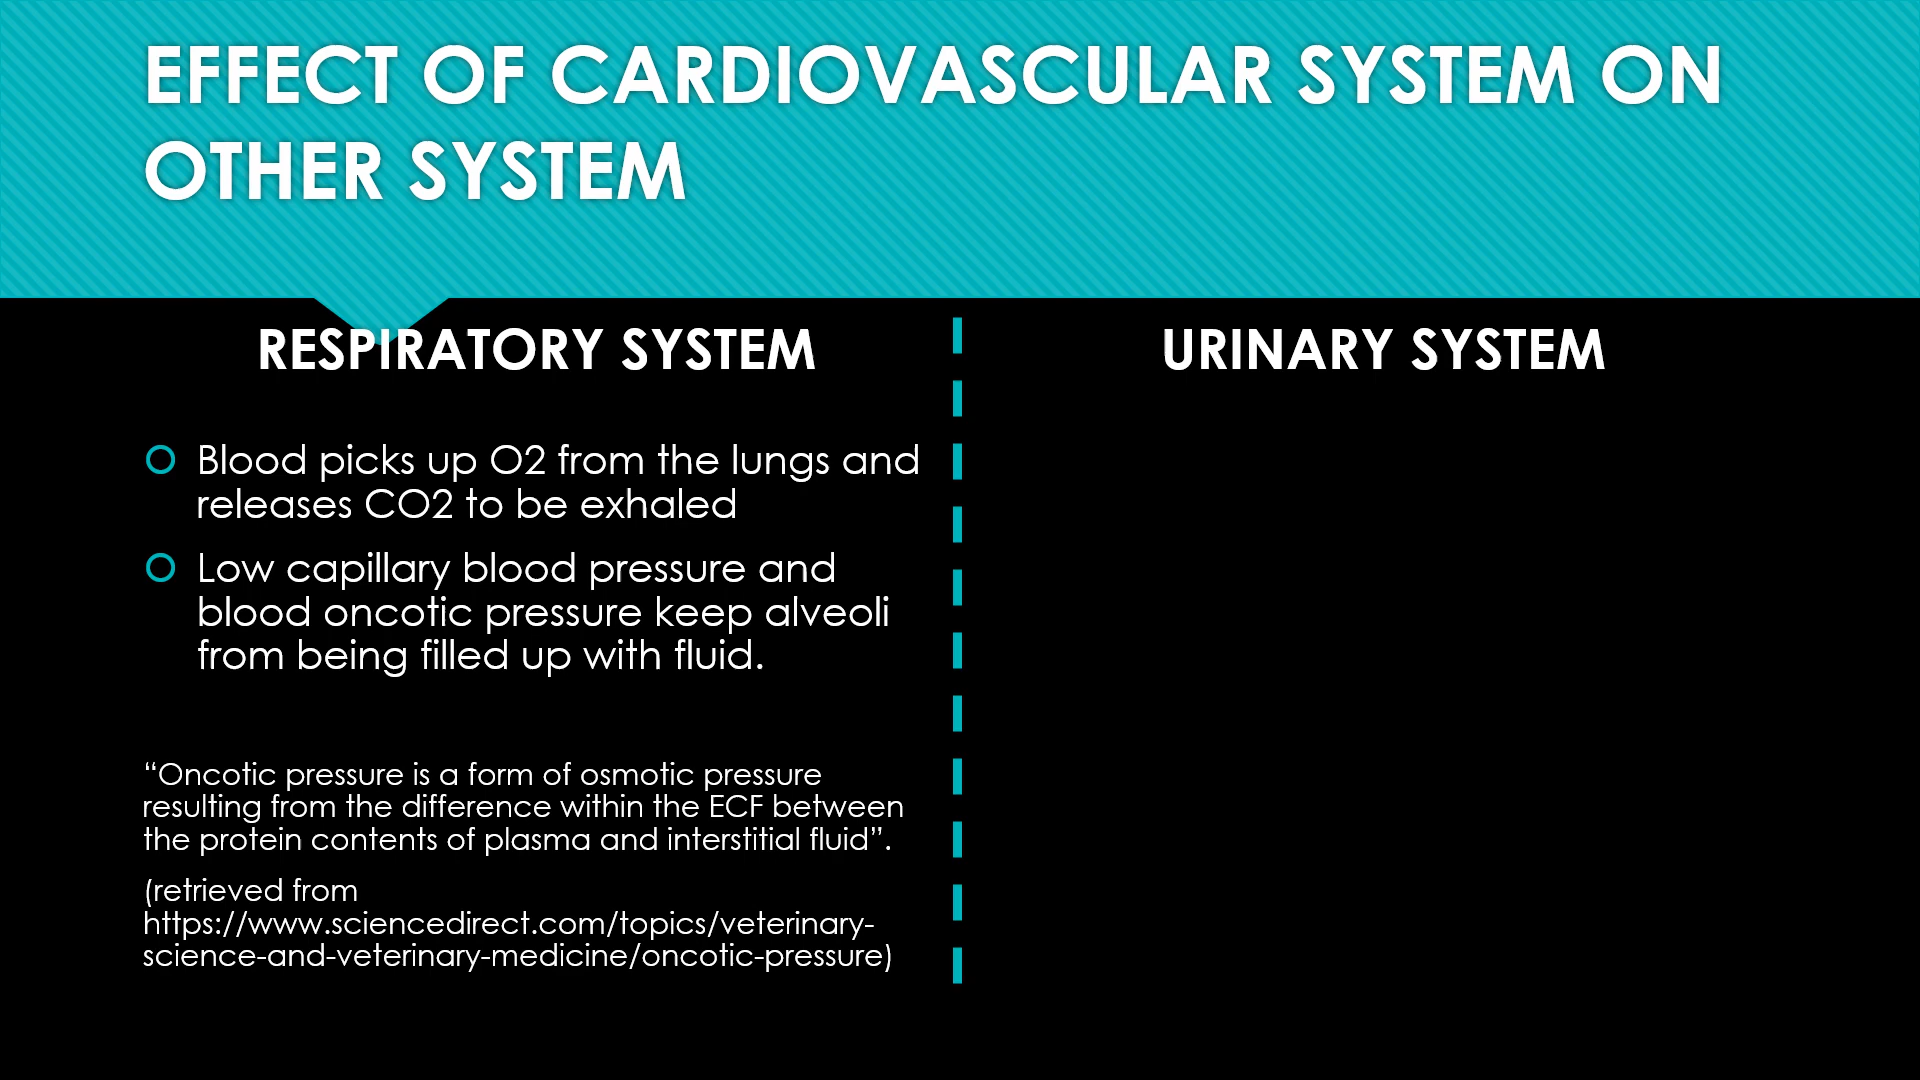 EFFECT OF CARDIOVASCULAR SYSTEM ON
OTHER SYSTEM
RESPIRATORY SYSTEM
Blood picks up O2 from the lungs and
releases CO2 to be exhaled
Low capillary blood pressure and
blood oncotic pressure keep alveoli
from being filled up with fluid.
“Oncotic pressure is a form of osmotic pressure
resulting from the difference within the ECF between
the protein contents of plasma and interstitial fluid”.
(retrieved from
https://www.sciencedirect.com/topics/veterinary-
science-and-veterinary-medicine/oncotic-pressure)
URINARY SYSTEM